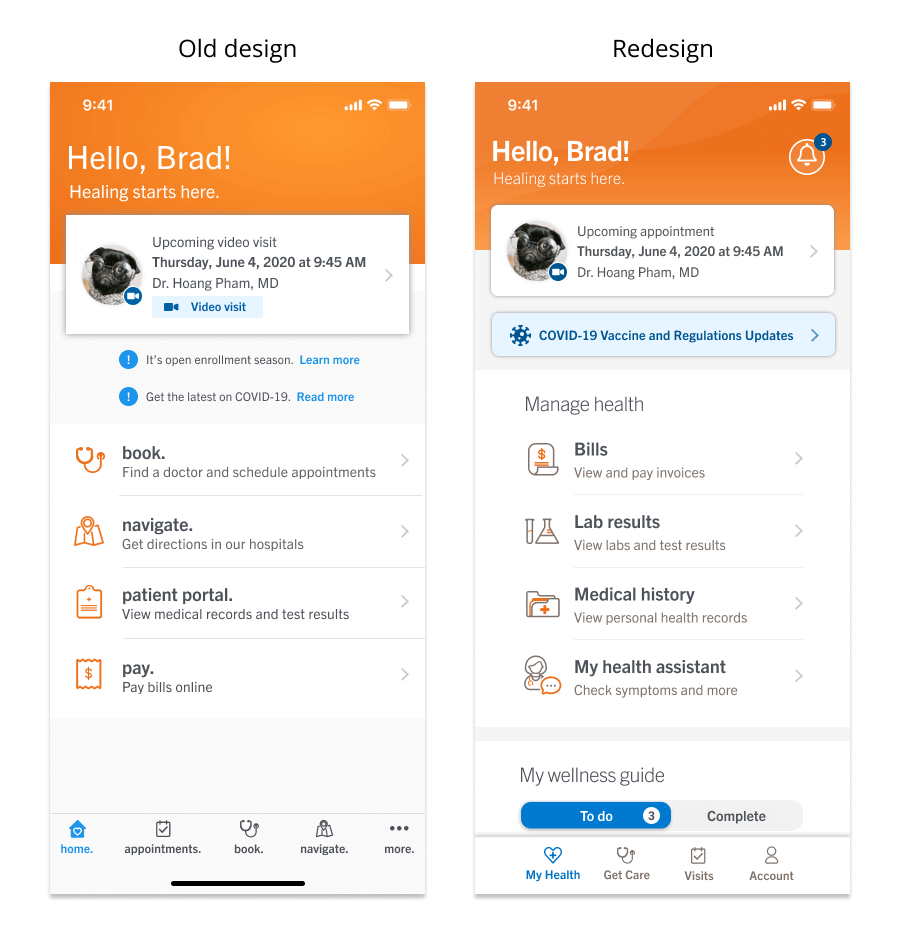 Old design
9:41
Hello, Brad!
Healing starts here.
Upcoming video visit
Thursday, June 4, 2020 at 9:45 AM
Dr. Hoang Pham, MD
Video visit
! It's open enrollment season. Learn more
! Get the latest on COVID-19. Read more
book.
Find a doctor and schedule appointments
navigate.
Get directions in our hospitals
patient portal.
View medical records and test results
$
pay.
Pay bills online
home. appointments. book. navigate. more.
Redesign
9:41
3
Hello, Brad!
Healing starts here.
Upcoming appointment
Thursday, June 4, 2020 at 9:45 AM
Dr. Hoang Pham, MD
COVID-19 Vaccine and Regulations Updates
Manage health
$
Bills
View and pay invoices
Lab results
View labs and test results
Medical history
View personal health records
My health assistant
Check symptoms and more
My wellness guide
To do 3 Complete
My Health Get Care Visits Account